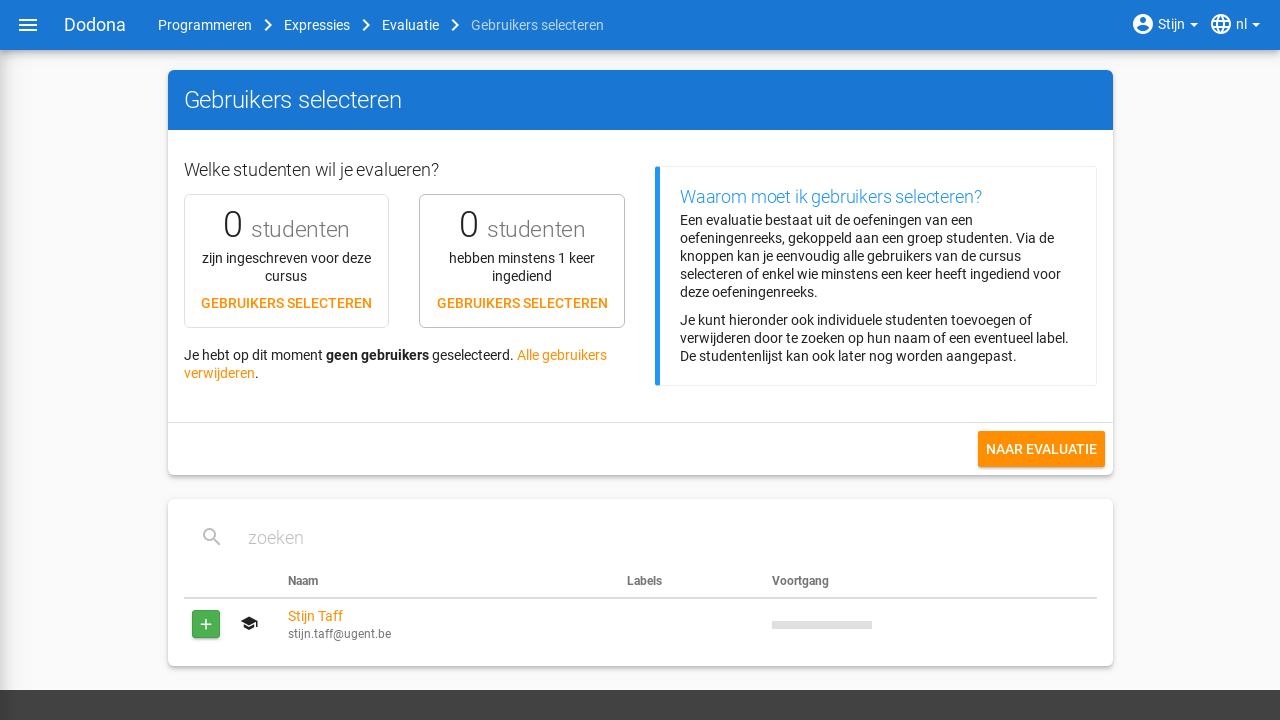 Dodona
Programmeren Expressies Evaluatie Gebruikers selecteren
Stijn nl
Gebruikers selecteren
Welke studenten wil je evalueren?
0 studenten
zijn ingeschreven voor deze
cursus
GEBRUIKERS SELECTEREN
0 studenten
hebben minstens 1 keer
ingediend
GEBRUIKERS SELECTEREN
Je hebt op dit moment geen gebruikers geselecteerd. Alle gebruikers
verwijderen.
Waarom moet ik gebruikers selecteren?
Een evaluatie bestaat uit de oefeningen van een
oefeningenreeks, gekoppeld aan een groep studenten. Via de
knoppen kan je eenvoudig alle gebruikers van de cursus
selecteren of enkel wie minstens een keer heeft ingediend voor
deze oefeningenreeks.
Je kunt hieronder ook individuele studenten toevoegen of
verwijderen door te zoeken op hun naam of een eventueel label.
De studentenlijst kan ook later nog worden aangepast.
NAAR EVALUATIE
zoeken
Naam Labels Voortgang
Stijn Taff
stijn.taff@ugent.be